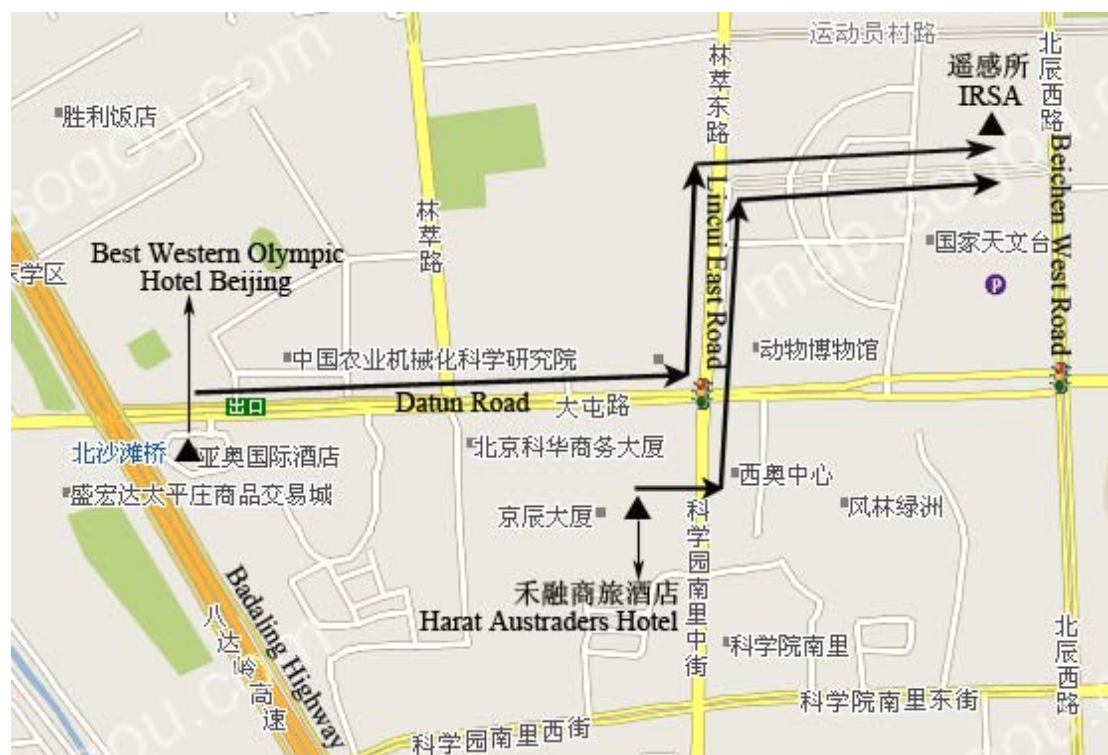 运动员村路
北辰西路
林萃东路
遥感所
IRSA
胜利饭店
Beichen West Road
Lincui East Road
林萃路
Best Western Olympic
Hotel Beijing
国家天文台
P
学区
中国农业机械化科学研究院
动物博物馆
出口
Datun Road
大屯路
北沙滩桥
亚奥国际酒店
北京科华商务大厦
西奥中心
盛宏达太平庄商品交易城
京辰大厦
风林绿洲
科学园南里中街
禾融商旅酒店
Harat Austraders Hotel
Badaling Highway
八达岭高速
科学院南里
北辰西路
科学院南里东街
科学园南里西街
map.sogou.com
sogou.com